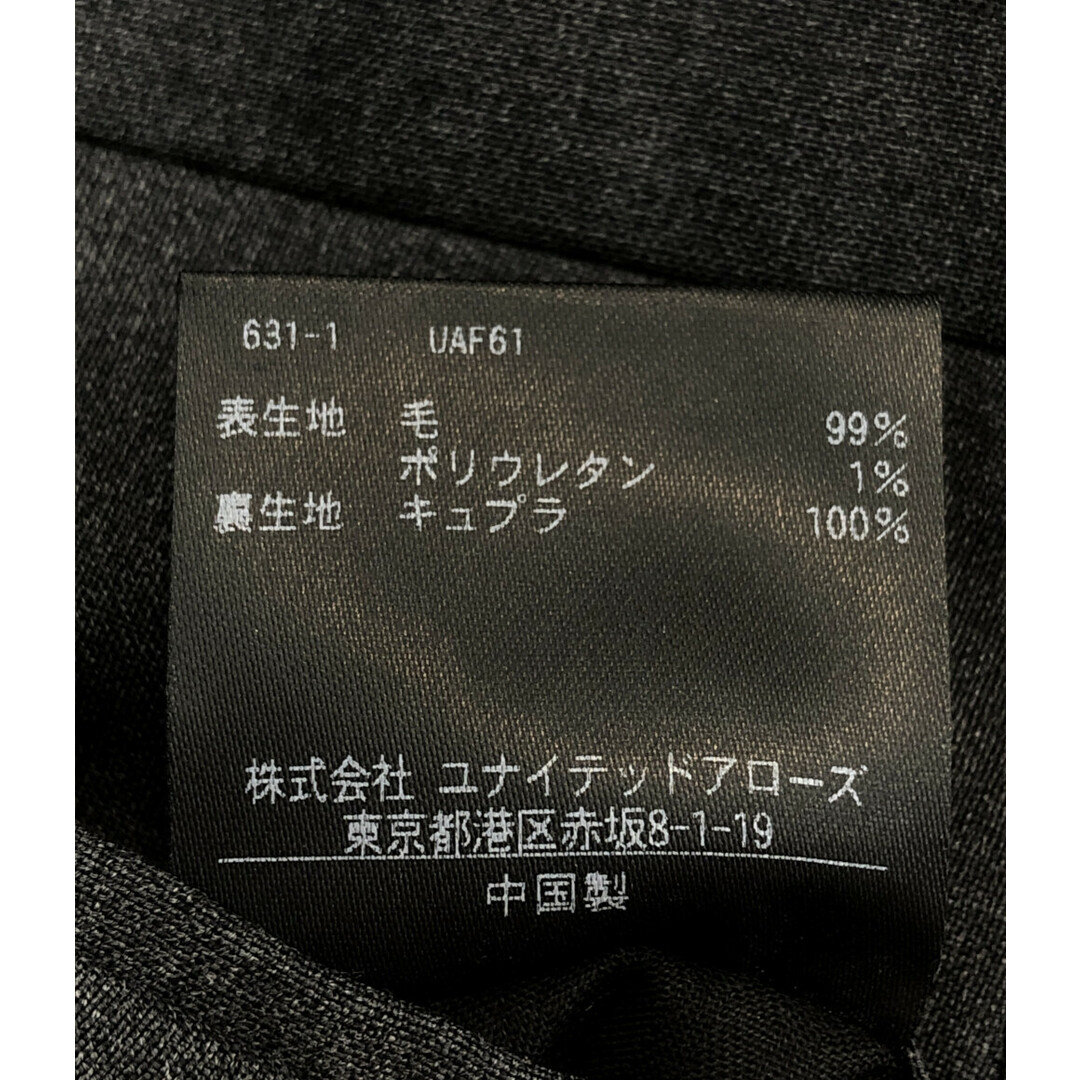 631-1 UAF61
表生地 毛 99%
ポリウレタン 1%
裏生地 キュプラ 100%
株式会社 ユナイテッドアローズ
東京都港区赤坂8-1-19
中国製